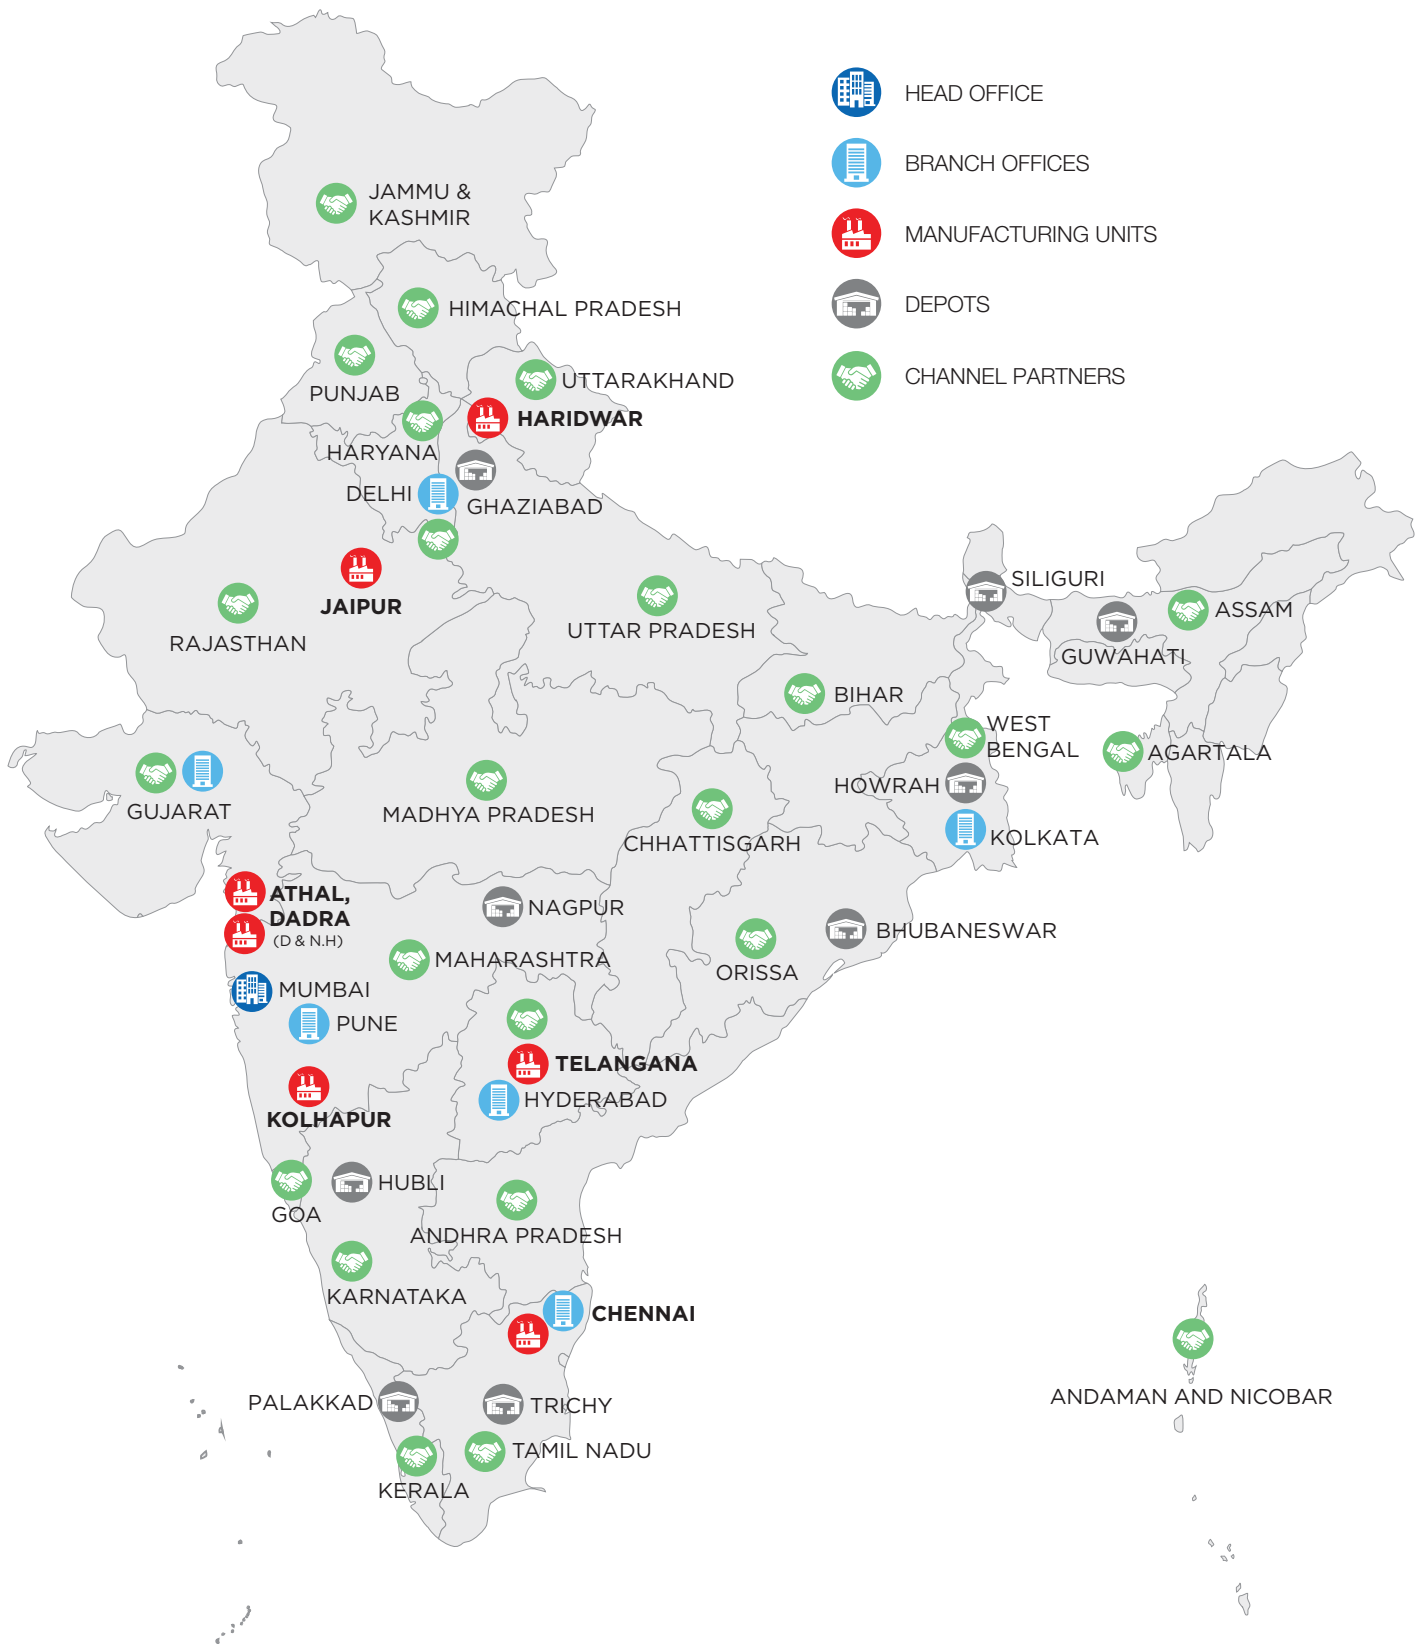 HEAD OFFICE
BRANCH OFFICES
MANUFACTURING UNITS
DEPOTS
CHANNEL PARTNERS
JAMMU &
KASHMIR
HIMACHAL PRADESH
PUNJAB
UTTARAKHAND
HARIDWAR
HARYANA
DELHI
GHAZIABAD
JAIPUR
RAJASTHAN
UTTAR PRADESH
SILIGURI
ASSAM
GUWAHATI
BIHAR
WEST
BENGAL
AGARTALA
HOWRAH
KOLKATA
GUJARAT
MADHYA PRADESH
CHHATTISGARH
ATHAL,
DADRA
(D & N.H)
NAGPUR
BHUBANESWAR
MAHARASHTRA
ORISSA
MUMBAI
PUNE
TELANGANA
HYDERABAD
KOLHAPUR
HUBLI
GOA
ANDHRA PRADESH
KARNATAKA
CHENNAI
PALAKKAD
TRICHY
TAMIL NADU
KERALA
ANDAMAN AND NICOBAR